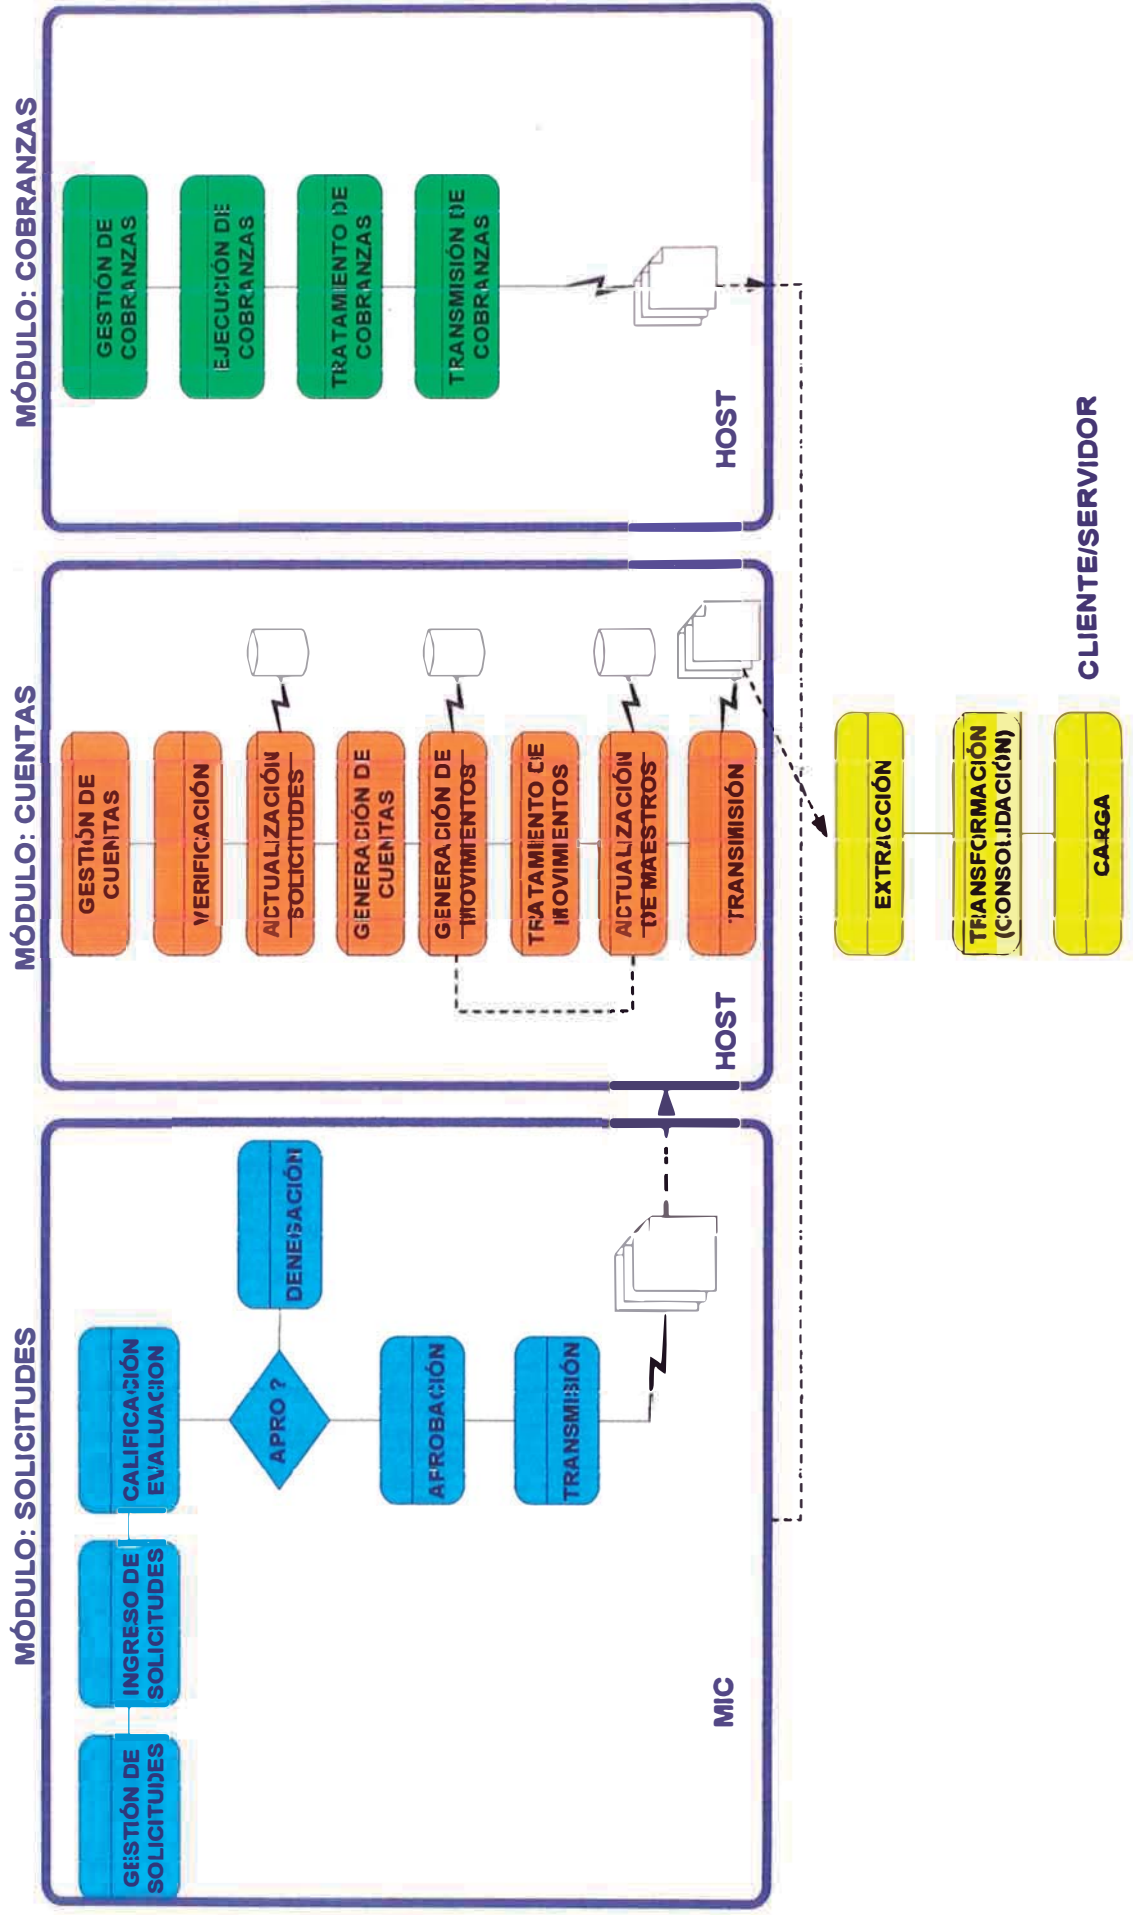 MÓDULO: SOLICITUDES
GESTIÓN DE
SOLICITUDES
INGRESO DE
SOLICITUDES
CALIFICACIÓN
EVALUACION
APRO ?
DENEGACIÓN
APROBACIÓN
TRANSMISIÓN
MIC
MÓDULO: CUENTAS
GESTIÓN DE
CUENTAS
VERIFICACIÓN
ACTUALIZACIÓN
SOLICITUDES
GENERACIÓN DE
CUENTAS
GENERACIÓN DE
MOVIMIENTOS
TRATAMIENTO DE
MOVIMIENTOS
ACTUALIZACIÓN
DE MAESTROS
TRANSMISIÓN
HOST
MÓDULO: COBRANZAS
GESTIÓN DE
COBRANZAS
EJECUCIÓN DE
COBRANZAS
TRATAMIENTO DE
COBRANZAS
TRANSMISIÓN DE
COBRANZAS
HOST
EXTRACCIÓN
TRANSFORMACIÓN
(CONSOLIDACIÓN)
CARGA
CLIENTE/SERVIDOR